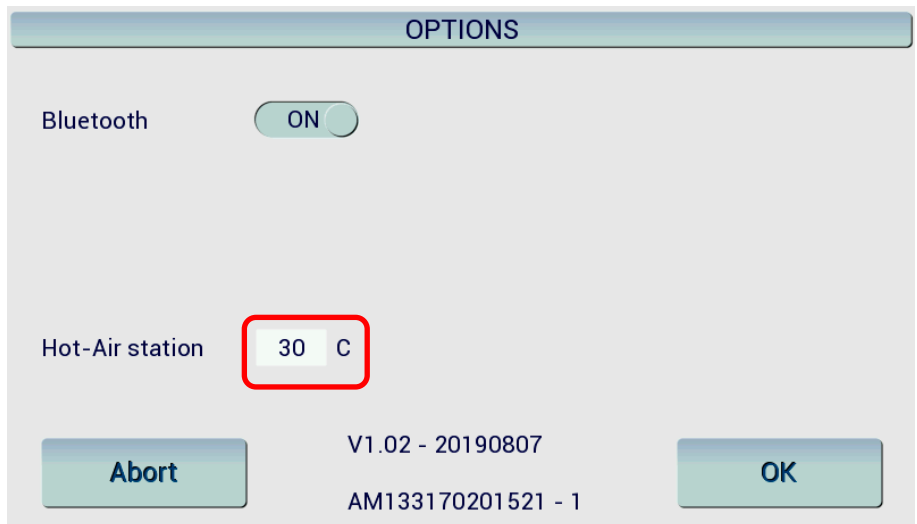 OPTIONS
Bluetooth ON
Hot-Air station 30 C
Abort
V1.02 - 20190807
AM133170201521 - 1
OK